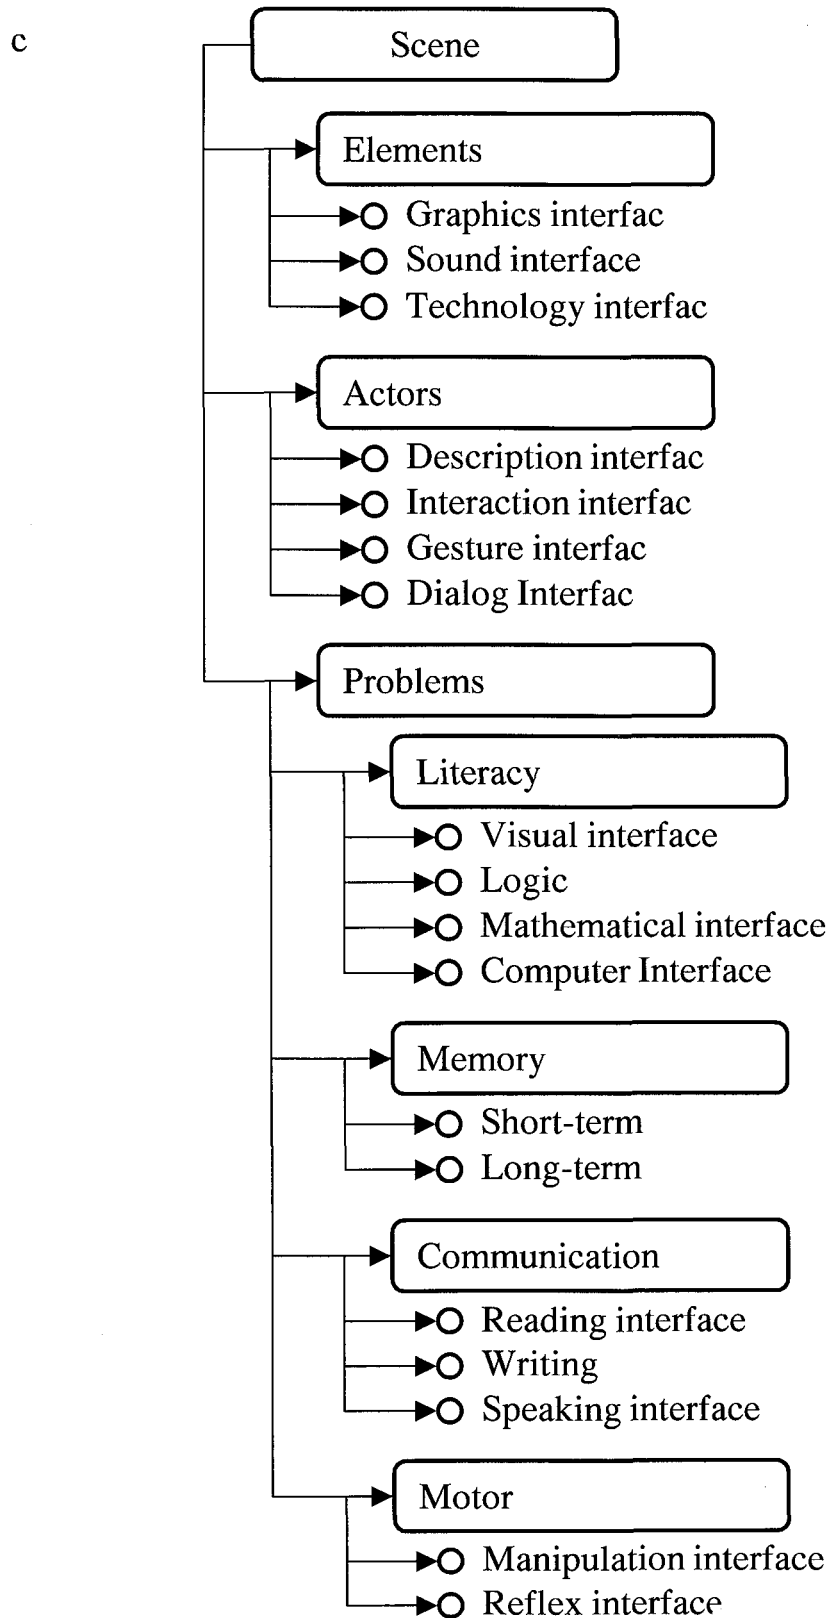 c
Scene
Elements
Graphics interfac
Sound interface
Technology interfac
Actors
Description interfac
Interaction interfac
Gesture interfac
Dialog Interfac
Problems
Literacy
Visual interface
Logic
Mathematical interface
Computer Interface
Memory
Short-term
Long-term
Communication
Reading interface
Writing
Speaking interface
Motor
Manipulation interface
Reflex interface